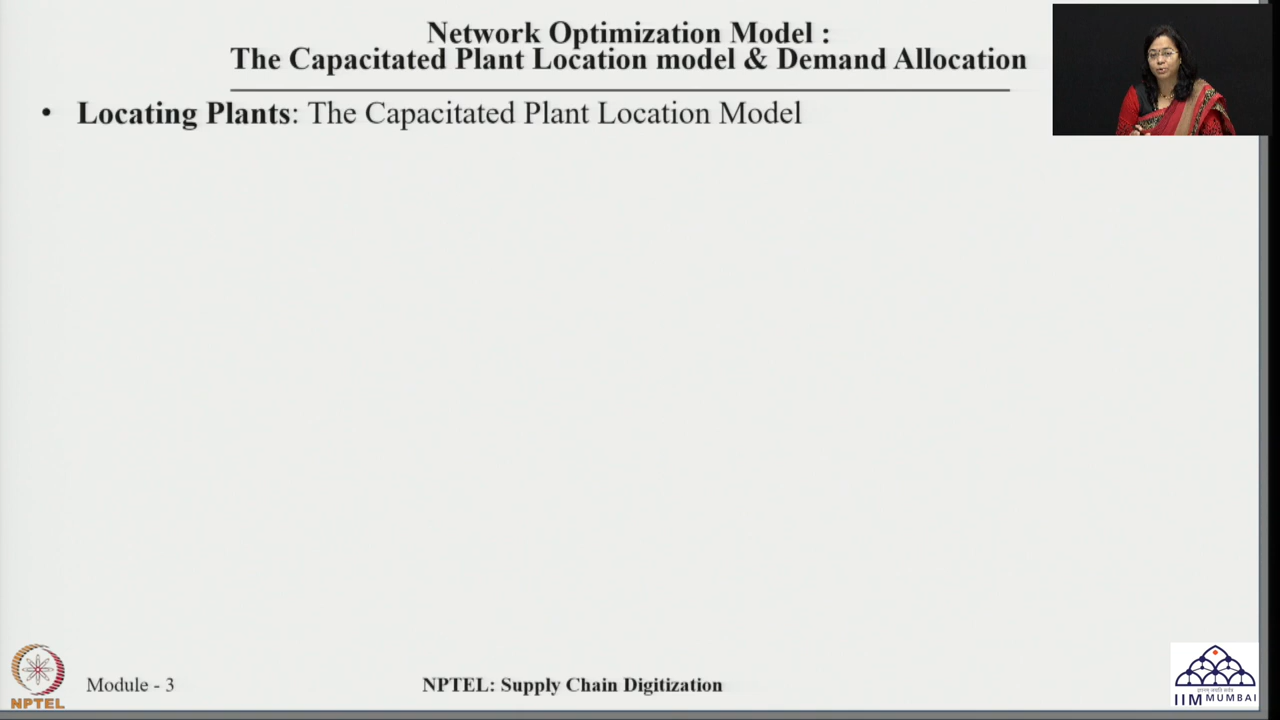 Network Optimization Model :
The Capacitated Plant Location model & Demand Allocation
• Locating Plants: The Capacitated Plant Location Model
NPTEL
Module - 3
NPTEL: Supply Chain Digitization
IIM MUMBAI